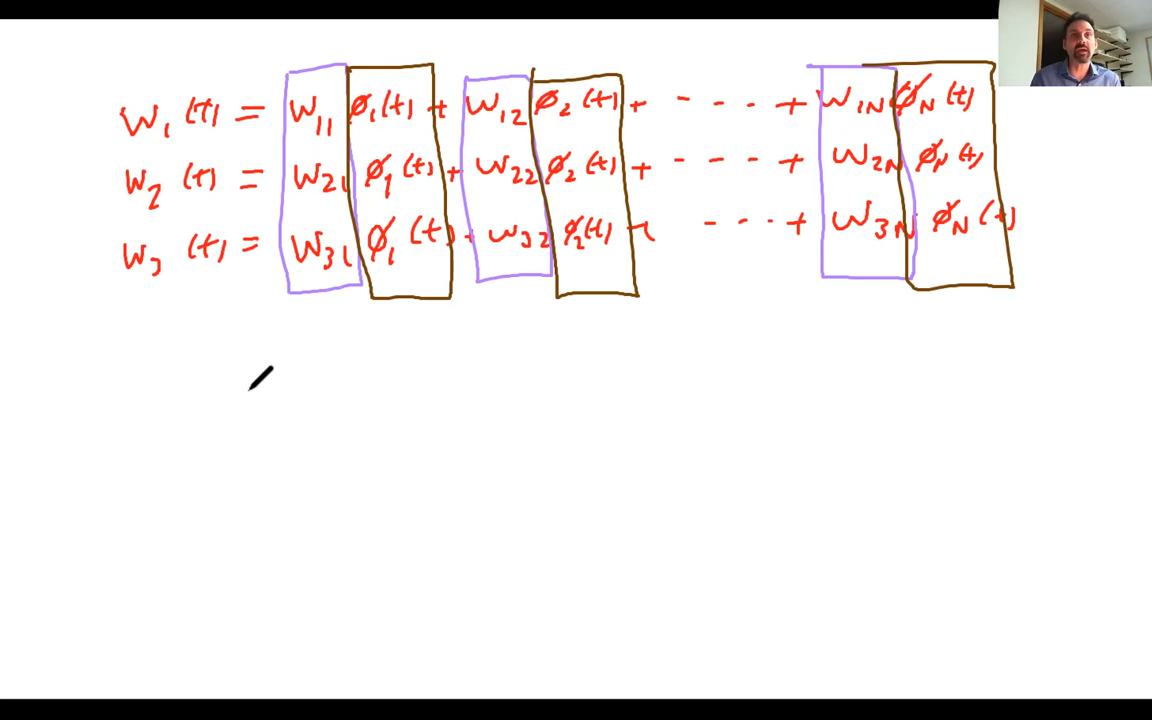 w₁(t) = w₁₁ ϕ₁(t) + w₁₂ ϕ₂(t) + - - - - + w₁N ϕN(t)
w₂(t) = w₂₁ ϕ₁(t) + w₂₂ ϕ₂(t) + - - - - + w₂N ϕN(t)
w₃(t) = w₃₁ ϕ₁(t) + w₃₂ ϕ₂(t) + - - - - + w₃N ϕN(t)